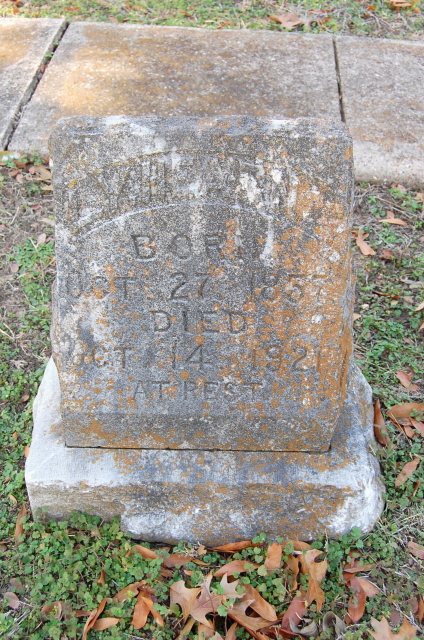 BORN
OCT 27 1857
DIED
OCT 14 1921
AT REST